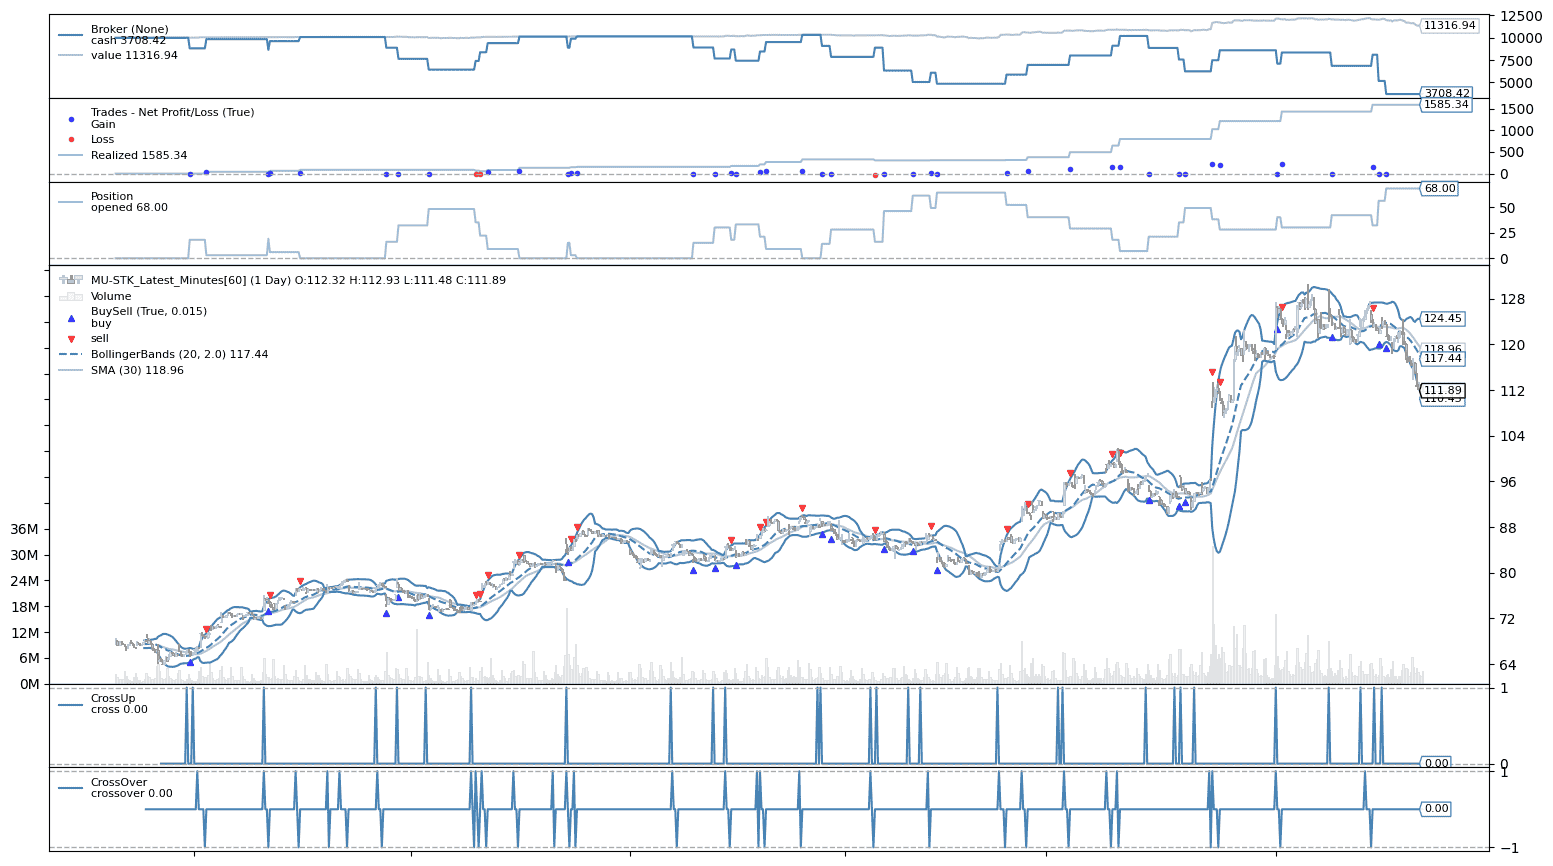 Broker (None)
cash 3708.42
value 11316.94
12500
11316.94
10000
7500
5000
3708.42
Trades - Net Profit/Loss (True)
Gain
Loss
Realized 1585.34
1585.34
1500
1000
500
0
Position
opened 68.00
68.00
50
25
0
MU-STK_Latest_Minutes[60] (1 Day) O:112.32 H:112.93 L:111.48 C:111.89
Volume
BuySell (True, 0.015)
buy
sell
BollingerBands (20, 2.0) 117.44
SMA (30) 118.96
128
124.45
120
118.96
117.44
112
111.89
104
96
88
80
72
64
36M
30M
24M
18M
12M
6M
0M
CrossUp
cross 0.00
1
0
0.00
CrossOver
crossover 0.00
1
0.00
−1